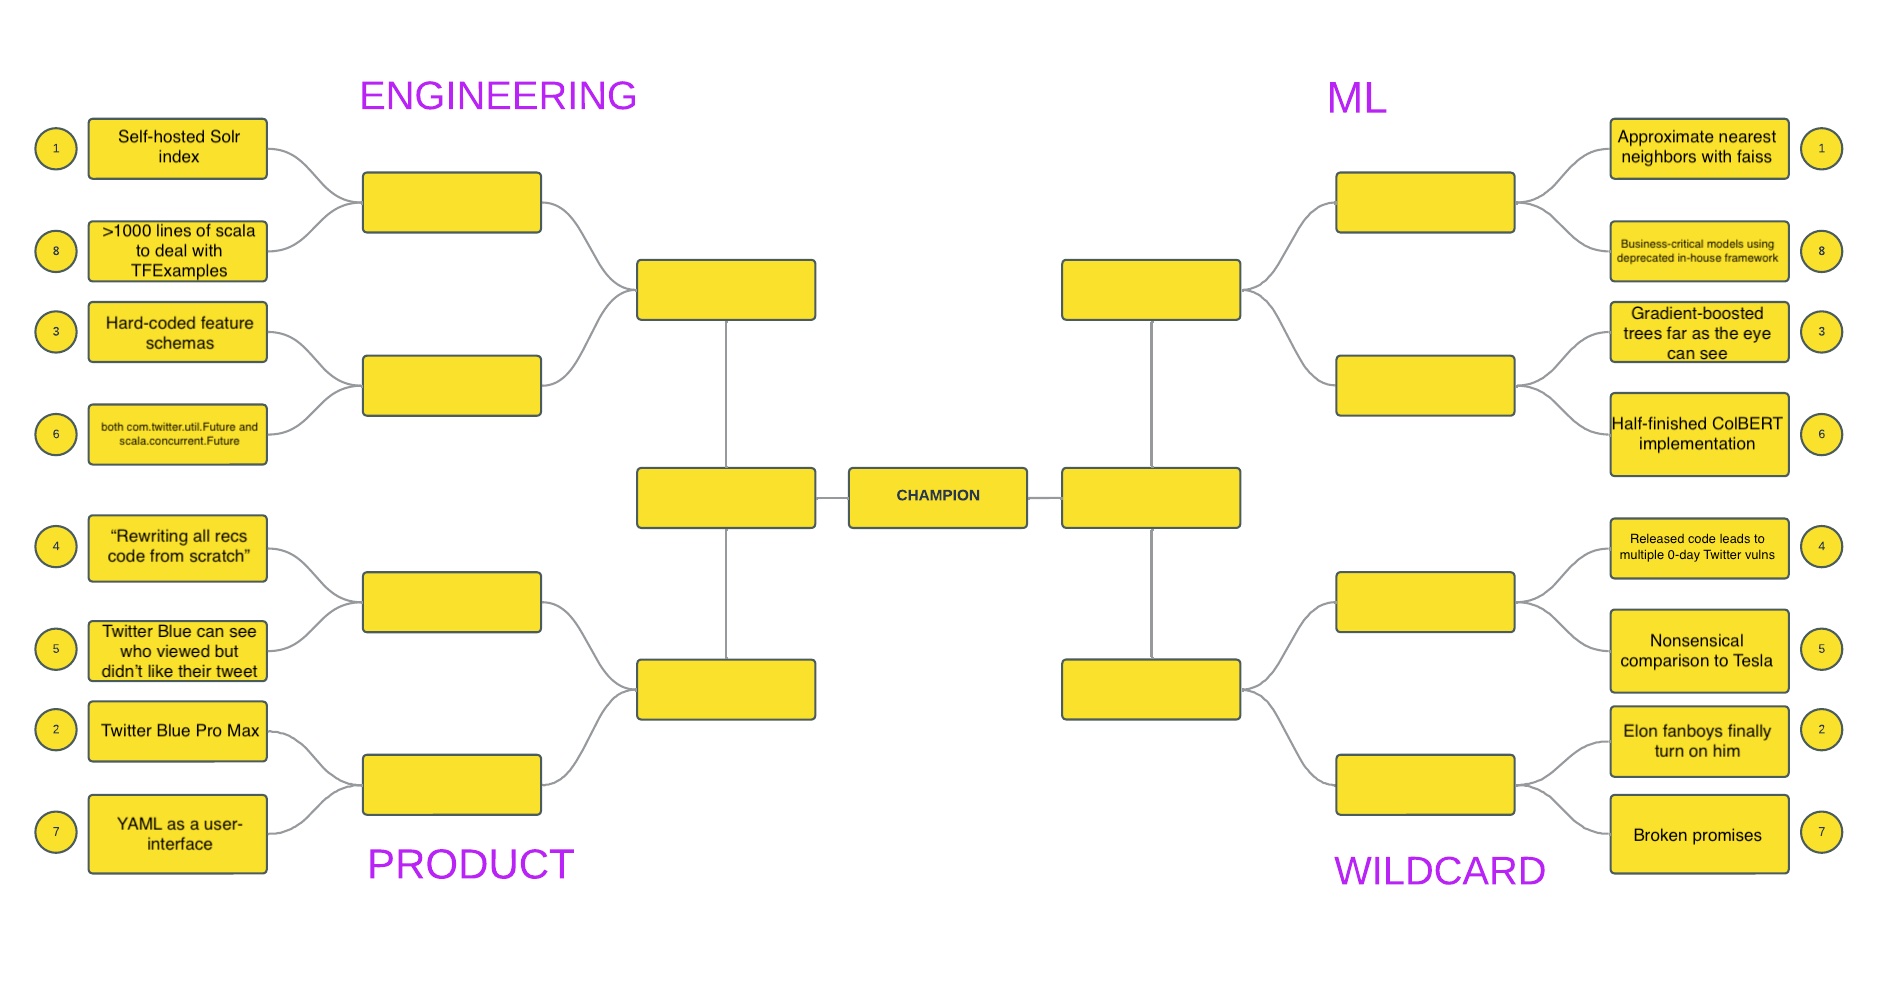 ENGINEERING
1
Self-hosted Solr
index
8
>1000 lines of scala
to deal with
TFExamples
3
Hard-coded feature
schemas
6
both com.twitter.util.Future and
scala.concurrent.Future
4
“Rewriting all recs
code from scratch”
5
Twitter Blue can see
who viewed but
didn’t like their tweet
2
Twitter Blue Pro Max
7
YAML as a user-
interface
PRODUCT
CHAMPION
ML
Approximate nearest
neighbors with faiss
1
Business-critical models using
deprecated in-house framework
8
Gradient-boosted
trees far as the eye
can see
3
Half-finished ColBERT
implementation
6
Released code leads to
multiple 0-day Twitter vulns
4
Nonsensical
comparison to Tesla
5
Elon fanboys finally
turn on him
2
Broken promises
7
WILDCARD